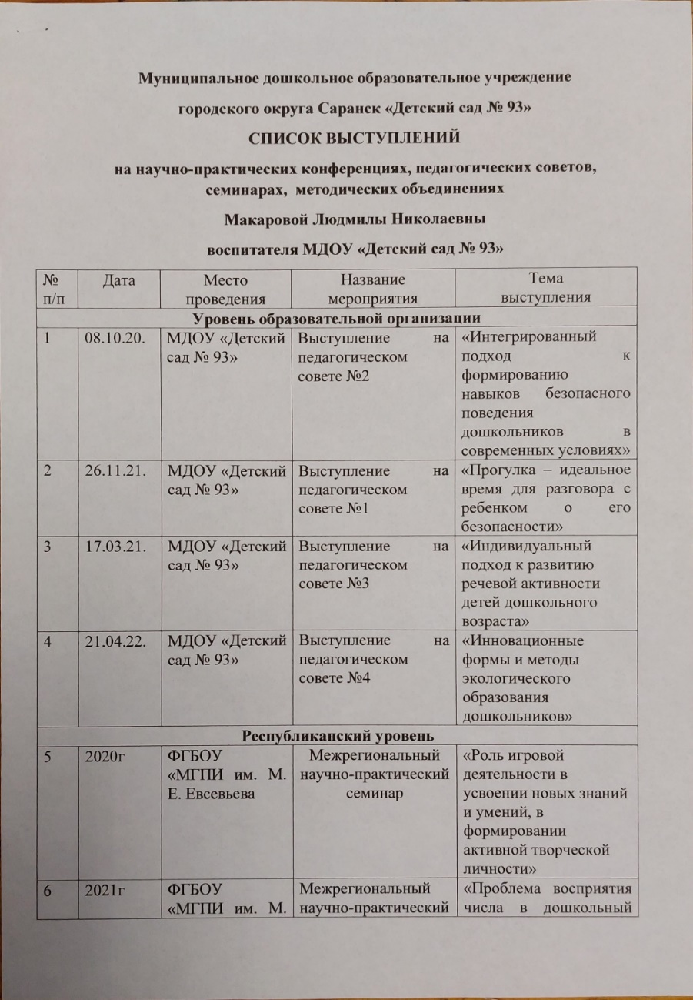 Муниципальное дошкольное образовательное учреждение
городского округа Саранск «Детский сад № 93»
СПИСОК ВЫСТУПЛЕНИЙ
на научно-практических конференциях, педагогических советов,
семинарах, методических объединениях
Макаровой Людмилы Николаевны
воспитателя МДОУ «Детский сад № 93»
№ п/п
Дата
Место проведения
Название мероприятия
Тема выступления
Уровень образовательной организации
1
08.10.20.
МДОУ «Детский
сад № 93»
Выступление на
педагогическом
совете №2
«Интегрированный
подход к
формированию
навыков безопасного
поведения
дошкольников в
современных условиях»
2
26.11.21.
МДОУ «Детский
сад № 93»
Выступление на
педагогическом
совете №1
«Прогулка – идеальное
время для разговора с
ребенком о его
безопасности»
3
17.03.21.
МДОУ «Детский
сад № 93»
Выступление на
педагогическом
совете №3
«Индивидуальный
подход к развитию
речевой активности
детей дошкольного
возраста»
4
21.04.22.
МДОУ «Детский
сад № 93»
Выступление на
педагогическом
совете №4
«Инновационные
формы и методы
экологического
образования
дошкольников»
Республиканский уровень
5
2020г
ФГБОУ
«МГПИ им. М.
Е. Евсевьева
Межрегиональный
научно-практический
семинар
«Роль игровой
деятельности в
усвоении новых знаний
и умений, в
формировании
активной творческой
личности»
6
2021г
ФГБОУ
«МГПИ им. М.
Межрегиональный
научно-практический
«Проблема восприятия
числа в дошкольный